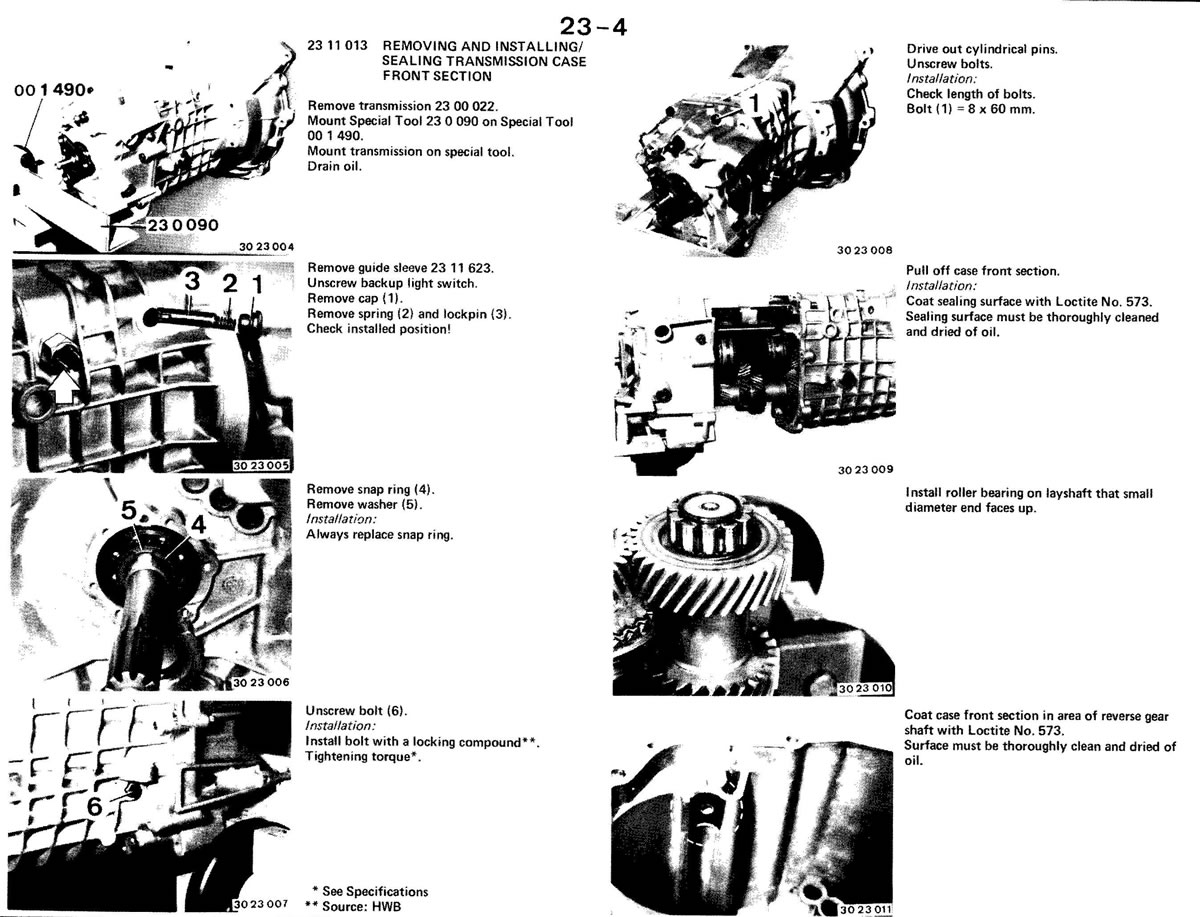 23-4
23 11 013 REMOVING AND INSTALLING/
SEALING TRANSMISSION CASE
FRONT SECTION
Remove transmission 23 00 022.
Mount Special Tool 23 0 090 on Special Tool
00 1 490.
Mount transmission on special tool.
Drain oil.
00 1 490
23 0 090
30 23 004
Remove guide sleeve 23 11 623.
Unscrew backup light switch.
Remove cap (1).
Remove spring (2) and lockpin (3).
Check installed position!
3 2 1
30 23 005
Remove snap ring (4).
Remove washer (5).
Installation:
Always replace snap ring.
5
4
30 23 006
Unscrew bolt (6).
Installation:
Install bolt with a locking compound**.
Tightening torque*.
6
30 23 007
* See Specifications
** Source: HWB
Drive out cylindrical pins.
Unscrew bolts.
Installation:
Check length of bolts.
Bolt (1) = 8 x 60 mm.
1
30 23 008
Pull off case front section.
Installation:
Coat sealing surface with Loctite No. 573.
Sealing surface must be thoroughly cleaned
and dried of oil.
30 23 009
Install roller bearing on layshaft that small
diameter end faces up.
30 23 010
Coat case front section in area of reverse gear
shaft with Loctite No. 573.
Surface must be thoroughly clean and dried of
oil.
30 23 011